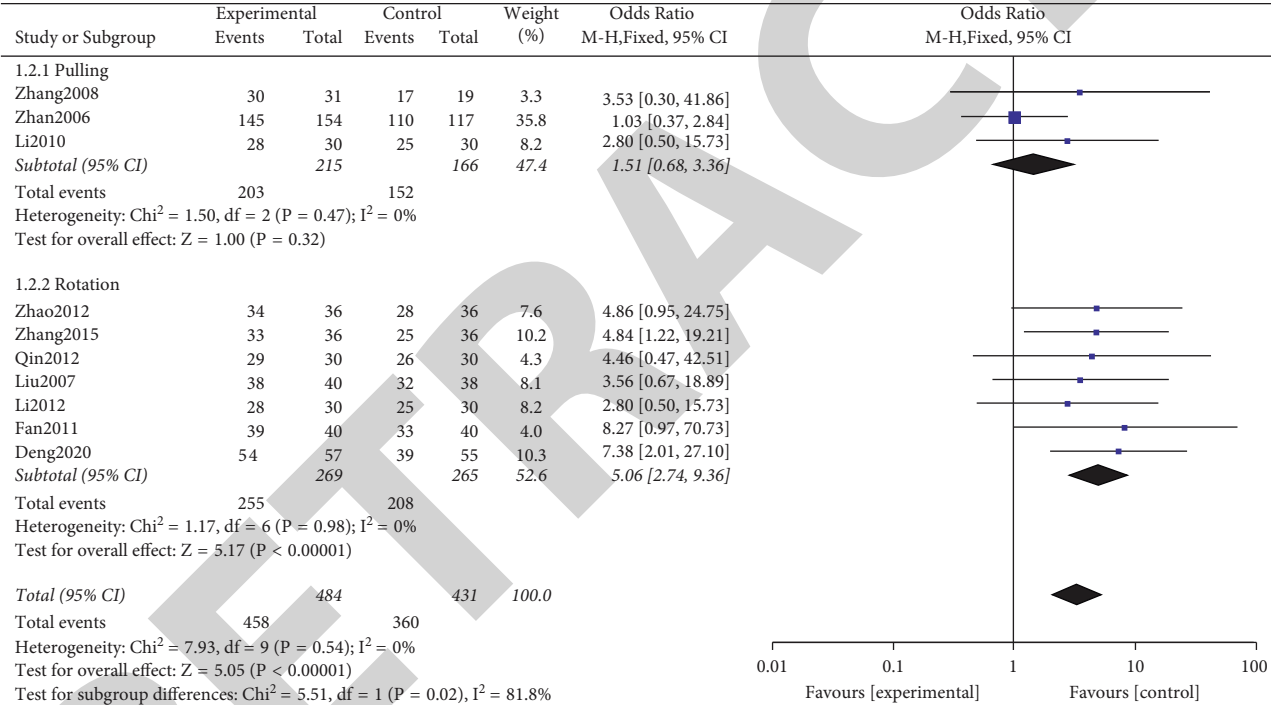 Study or Subgroup Experimental Events Total Control Events Total Weight (%) Odds Ratio M-H,Fixed, 95% CI Odds Ratio M-H,Fixed, 95% CI
1.2.1 Pulling
Zhang2008 30 31 17 19 3.3 3.53 [0.30, 41.86]
Zhan2006 145 154 110 117 35.8 1.03 [0.37, 2.84]
Li2010 28 30 25 30 8.2 2.80 [0.50, 15.73]
Subtotal (95% CI) 215 166 47.4 1.51 [0.68, 3.36]
Total events 203 152
Heterogeneity: Chi² = 1.50, df = 2 (P = 0.47); I² = 0%
Test for overall effect: Z = 1.00 (P = 0.32)
1.2.2 Rotation
Zhao2012 34 36 28 36 7.6 4.86 [0.95, 24.75]
Zhang2015 33 36 25 36 10.2 4.84 [1.22, 19.21]
Qin2012 29 30 26 30 4.3 4.46 [0.47, 42.51]
Liu2007 38 40 32 38 8.1 3.56 [0.67, 18.89]
Li2012 28 30 25 30 8.2 2.80 [0.50, 15.73]
Fan2011 39 40 33 40 4.0 8.27 [0.97, 70.73]
Deng2020 54 57 39 55 10.3 7.38 [2.01, 27.10]
Subtotal (95% CI) 269 265 52.6 5.06 [2.74, 9.36]
Total events 255 208
Heterogeneity: Chi² = 1.17, df = 6 (P = 0.98); I² = 0%
Test for overall effect: Z = 5.17 (P < 0.00001)
Total (95% CI) 484 431 100.0
Total events 458 360
Heterogeneity: Chi² = 7.93, df = 9 (P = 0.54); I² = 0%
Test for overall effect: Z = 5.05 (P < 0.00001)
Test for subgroup differences: Chi² = 5.51, df = 1 (P = 0.02), I² = 81.8%
0.01 0.1 1 10 100
Favours [experimental] Favours [control]
RETRAC